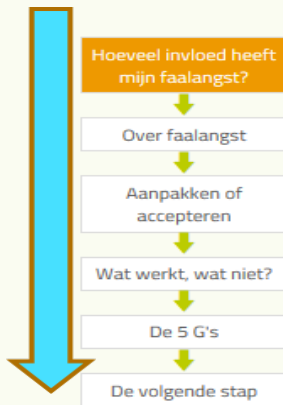 Hoeveel invloed heeft
mijn faalangst?
Over faalangst
Aanpakken of
accepteren
Wat werkt, wat niet?
De 5 G's
De volgende stap